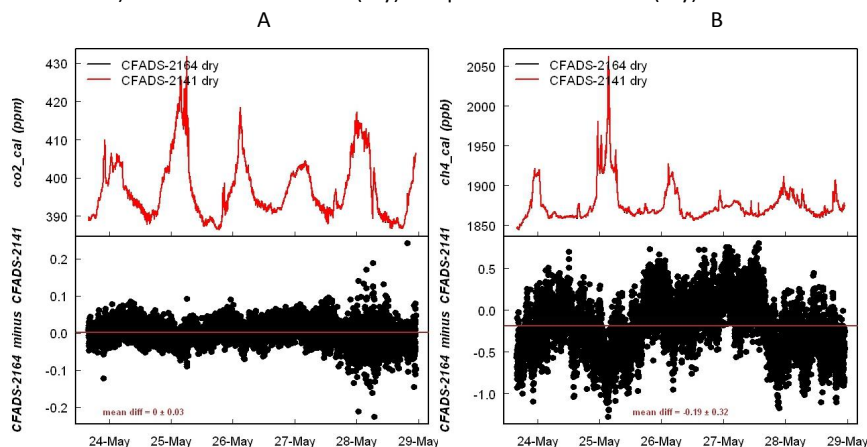 A
B
CFADS-2164 dry
CFADS-2141 dry
co2_cal (ppm)
430
420
410
400
390
CFADS-2164 minus CFADS-2141
0.2
0.1
0.0
-0.1
-0.2
mean diff = 0 ± 0.03
24-May 25-May 26-May 27-May 28-May 29-May
CFADS-2164 dry
CFADS-2141 dry
ch4_cal (ppb)
2050
2000
1950
1900
1850
CFADS-2164 minus CFADS-2141
0.5
0.0
-0.5
-1.0
mean diff = -0.19 ± 0.32
24-May 25-May 26-May 27-May 28-May 29-May